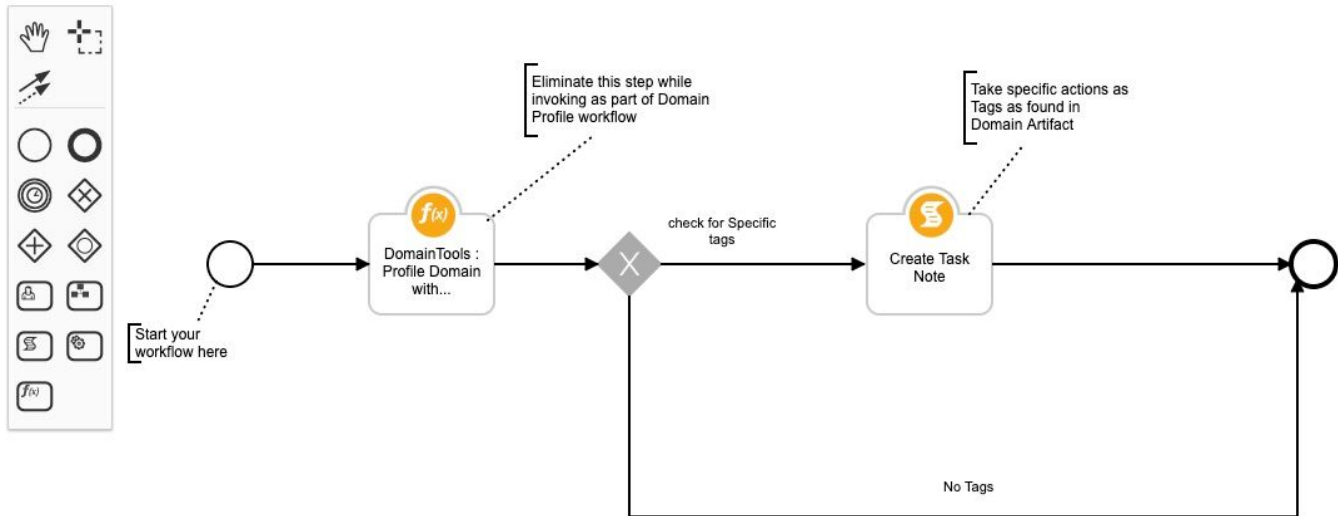 Eliminate this step while
invoking as part of Domain
Profile workflow
Take specific actions as
Tags as found in
Domain Artifact
f(x)
check for Specific
tags
DomainTools :
Profile Domain
with...
X
Create Task
Note
Start your
workflow here
f(x)
No Tags